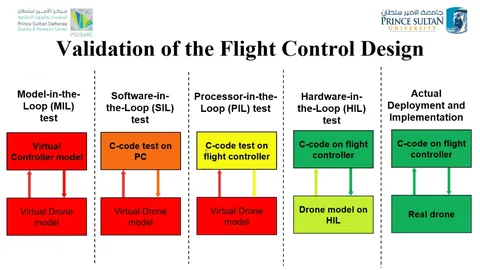 مركز الأمير سلطان
للدراسات والبحوث الدفاعية
Prince Sultan Defense
Studies & Research Center
PSDSARC
VISION
2030
جامعة الأمير سلطان
PRINCE SULTAN
UNIVERSITY
Validation of the Flight Control Design
Model-in-the-
Loop (MIL)
test
Virtual
Controller model
Virtual Drone
model
Software-in-
the-Loop (SIL)
test
C-code test on
PC
Virtual Drone
model
Processor-in-the-
Loop (PIL) test
C-code test on
flight controller
Virtual Drone
model
Hardware-in-
the-Loop (HIL)
test
C-code on flight
controller
Drone model on
HIL
Actual
Deployment and
Implementation
C-code on flight
controller
Real drone